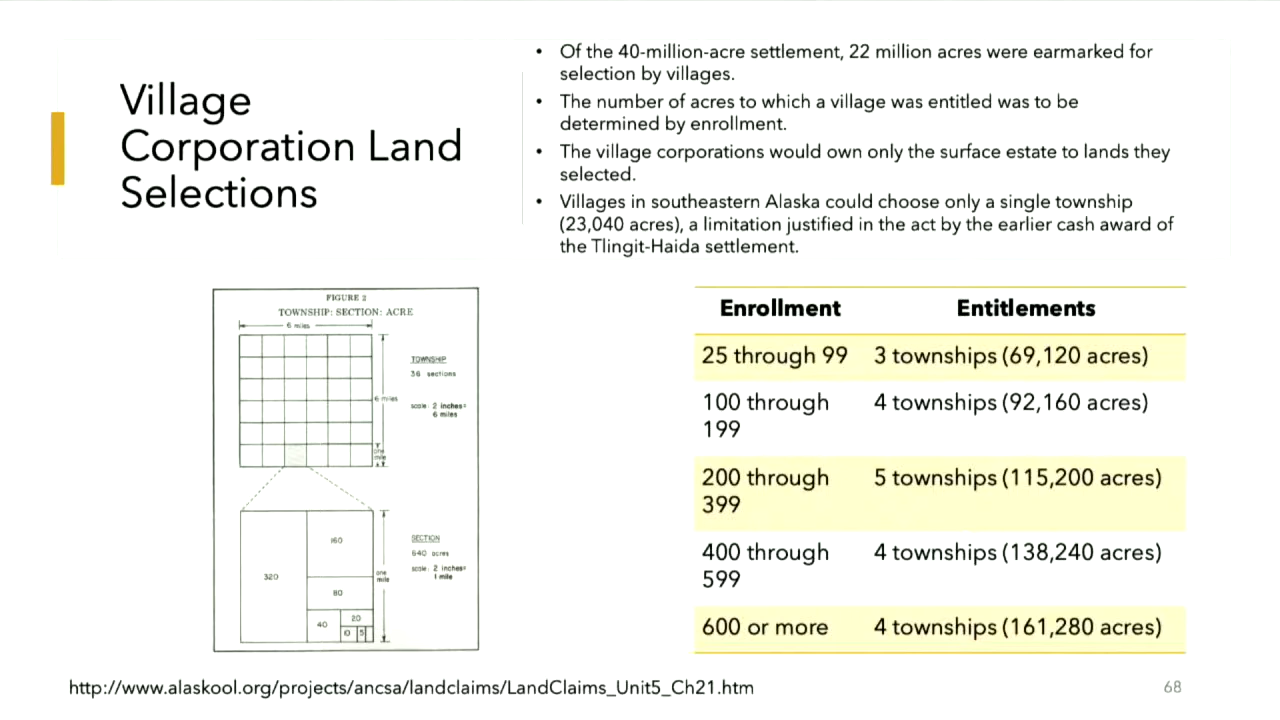 Village
Corporation Land
Selections
• Of the 40-million-acre settlement, 22 million acres were earmarked for
selection by villages.
• The number of acres to which a village was entitled was to be
determined by enrollment.
• The village corporations would own only the surface estate to lands they
selected.
• Villages in southeastern Alaska could choose only a single township
(23,040 acres), a limitation justified in the act by the earlier cash award of
the Tlingit-Haida settlement.
FIGURE 2
TOWNSHIP: SECTION: ACRE
6 miles
TOWNSHIP
36 sections
6 miles
scale: 2 inches=
6 miles
one
mile
160
SECTION
640 acres
scale: 2 inches=
1 mile
320
one
mile
80
40
20
10
5
Enrollment Entitlements
25 through 99 3 townships (69,120 acres)
100 through 4 townships (92,160 acres)
199
200 through 5 townships (115,200 acres)
399
400 through 4 townships (138,240 acres)
599
600 or more 4 townships (161,280 acres)
http://www.alaskool.org/projects/ancsa/landclaims/LandClaims_Unit5_Ch21.htm
68